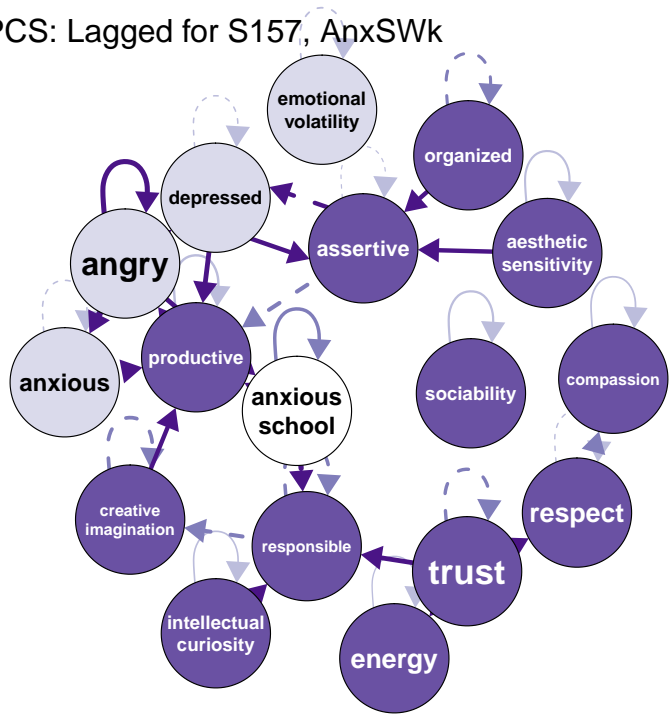 PCS: Lagged for S157, AnxSWk
emotional
volatility
organized
depressed
assertive
aesthetic
sensitivity
angry
productive
anxious
anxious
school
sociability
compassion
creative
imagination
responsible
trust
respect
intellectual
curiosity
energy